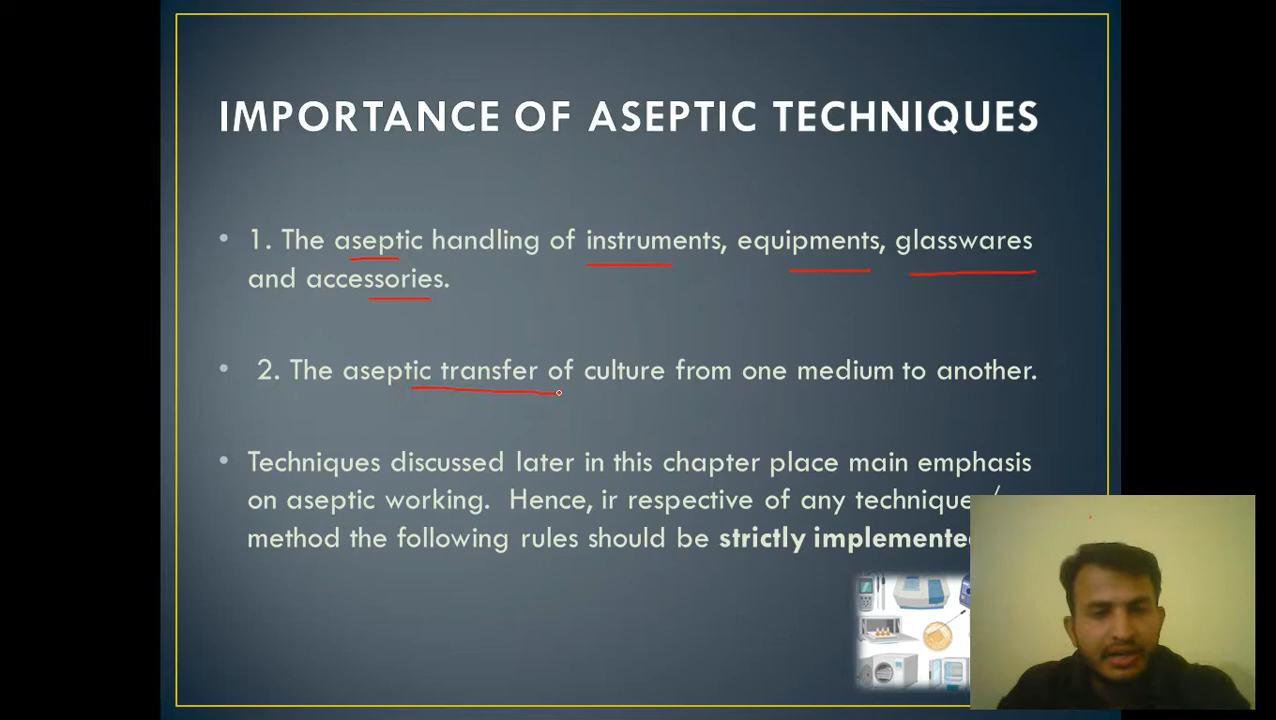 IMPORTANCE OF ASEPTIC TECHNIQUES
• 1. The aseptic handling of instruments, equipments, glasswares
and accessories.
• 2. The aseptic transfer of culture from one medium to another.
• Techniques discussed later in this chapter place main emphasis
on aseptic working. Hence, ir respective of any technique/
method the following rules should be strictly implemented